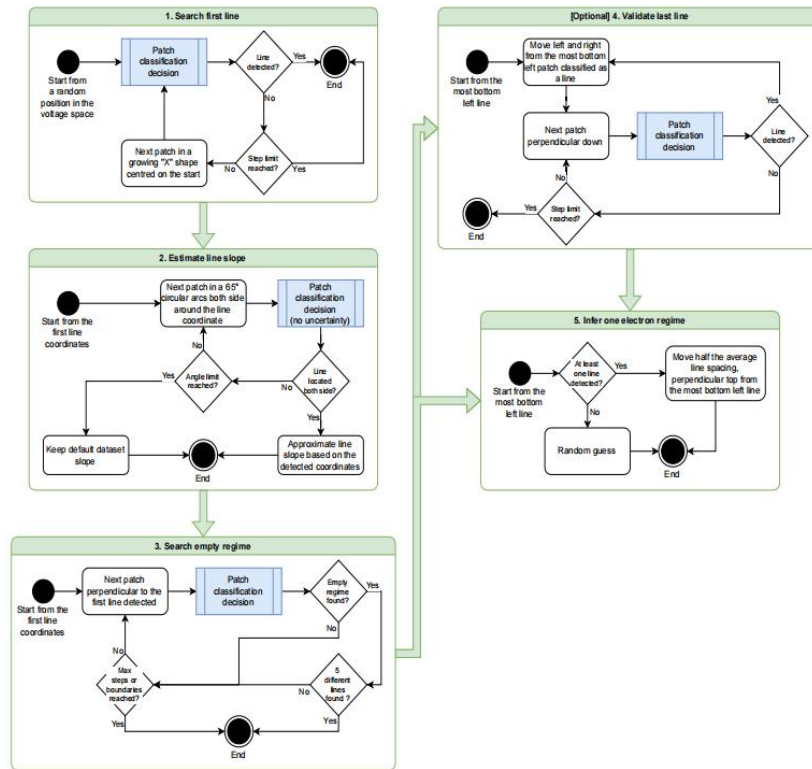 1. Search first line
Start from
a random
position in the
voltage space
Patch
classification
decision
Line
detected?
Yes
End
No
Next patch in a
growing "X" shape
centred on the start
No
Step limit
reached?
Yes
2. Estimate line slope
Start from the
first line
coordinates
Next patch in a 65°
circular arcs both side
around the line
coordinate
Patch
classification
decision
(no uncertainty)
No
Yes
Angle limit
reached?
No
Line
located
both side?
Yes
Keep default dataset
slope
End
Approximate line
slope based on the
detected coordinates
3. Search empty regime
Start from the
first line
coordinates
Next patch
perpendicular to the
first line detected
Patch
classification
decision
Empty
regime
found?
Yes
No
No
Max
steps or
boundaries
reached?
No
5
different
lines
found ?
Yes
Yes
End
[Optional] 4. Validate last line
Start from the
most bottom
left line
Move left and right
from the most bottom
left patch classified as
a line
Yes
Next patch
perpendicular down
Patch
classification
decision
Line
detected?
No
No
Yes
Step limit
reached?
End
5. Infer one electron regime
Start from the
most bottom
left line
At least
one line
detected?
Yes
Move half the average
line spacing,
perpendicular top from
the most bottom left line
No
Random guess
End